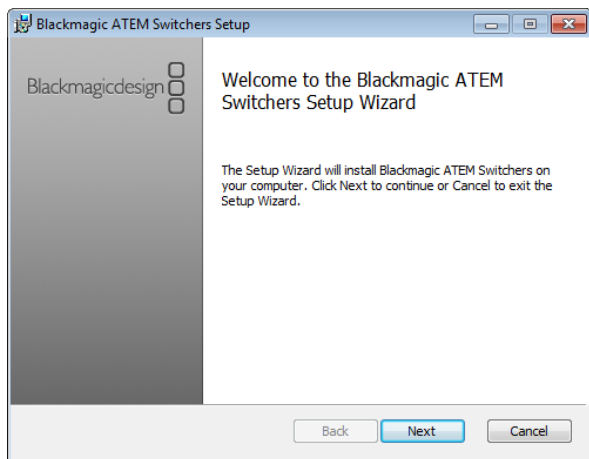 Blackmagic ATEM Switchers Setup
Blackmagicdesign
Welcome to the Blackmagic ATEM
Switchers Setup Wizard
The Setup Wizard will install Blackmagic ATEM Switchers on
your computer. Click Next to continue or Cancel to exit the
Setup Wizard.
Back Next Cancel